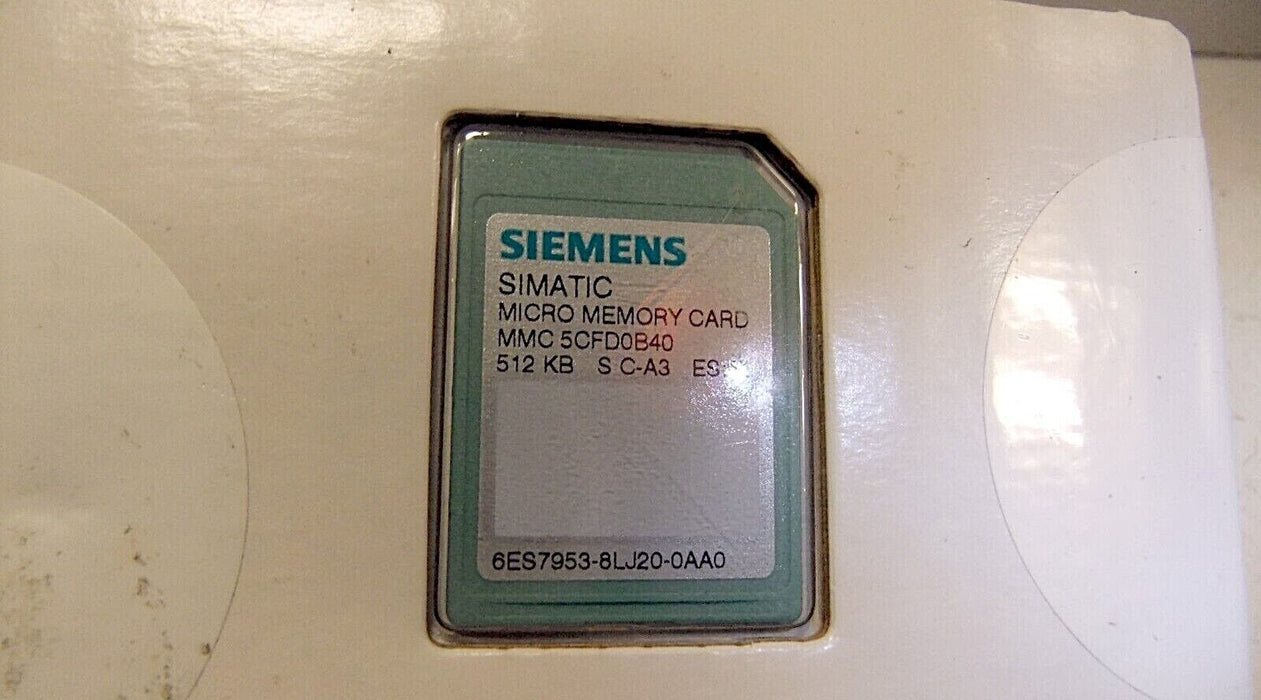 SIEMENS
SIMATIC
MICRO MEMORY CARD
MMC 5CFD0B40
512 KB S C-A3
6ES7953-8LJ20-0AA0